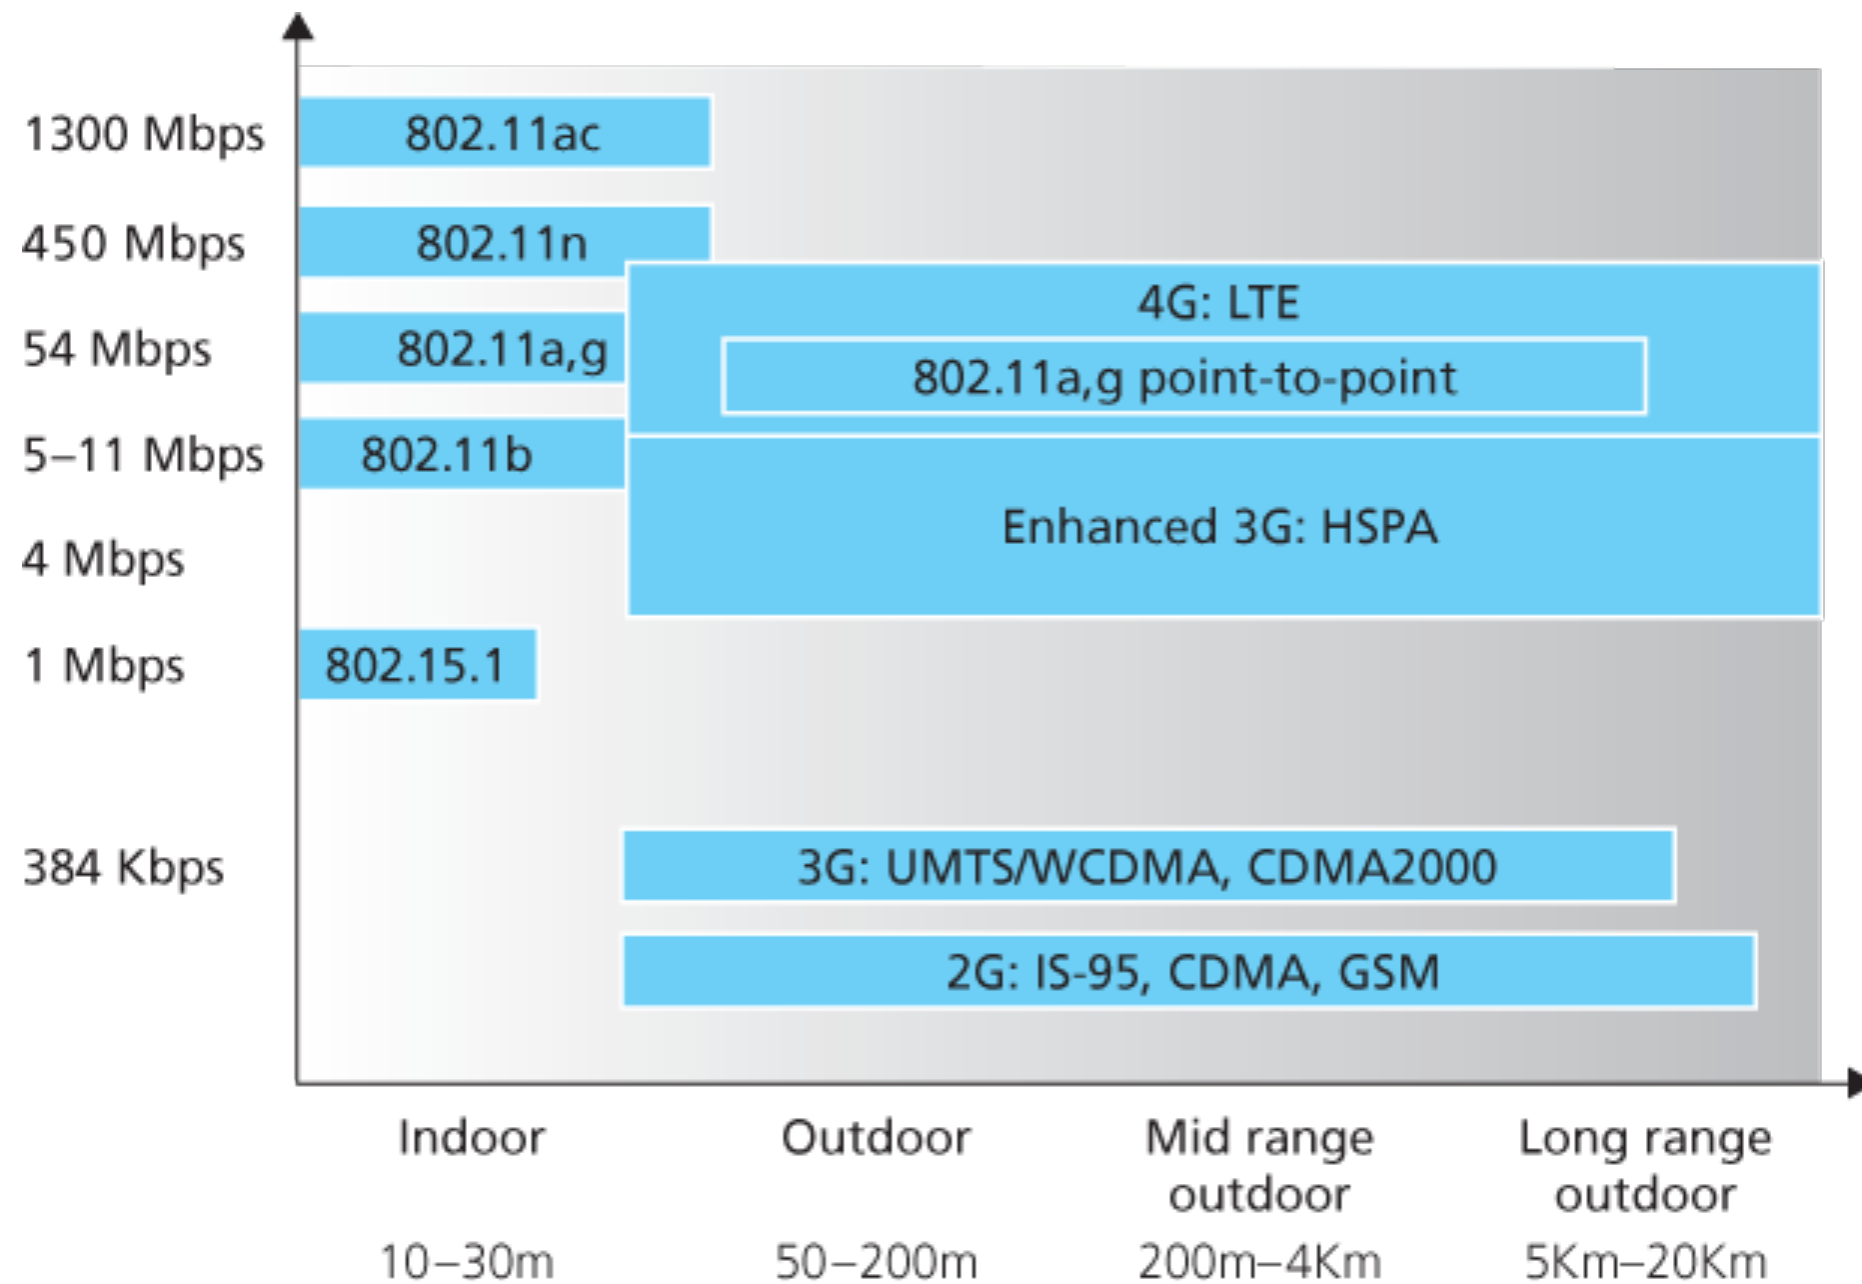 1300 Mbps
802.11ac
450 Mbps
802.11n
4G: LTE
54 Mbps
802.11a,g
802.11a,g point-to-point
5–11 Mbps
802.11b
Enhanced 3G: HSPA
4 Mbps
1 Mbps
802.15.1
384 Kbps
3G: UMTS/WCDMA, CDMA2000
2G: IS-95, CDMA, GSM
Indoor
Outdoor
Mid range
outdoor
Long range
outdoor
10–30m
50–200m
200m–4Km
5Km–20Km